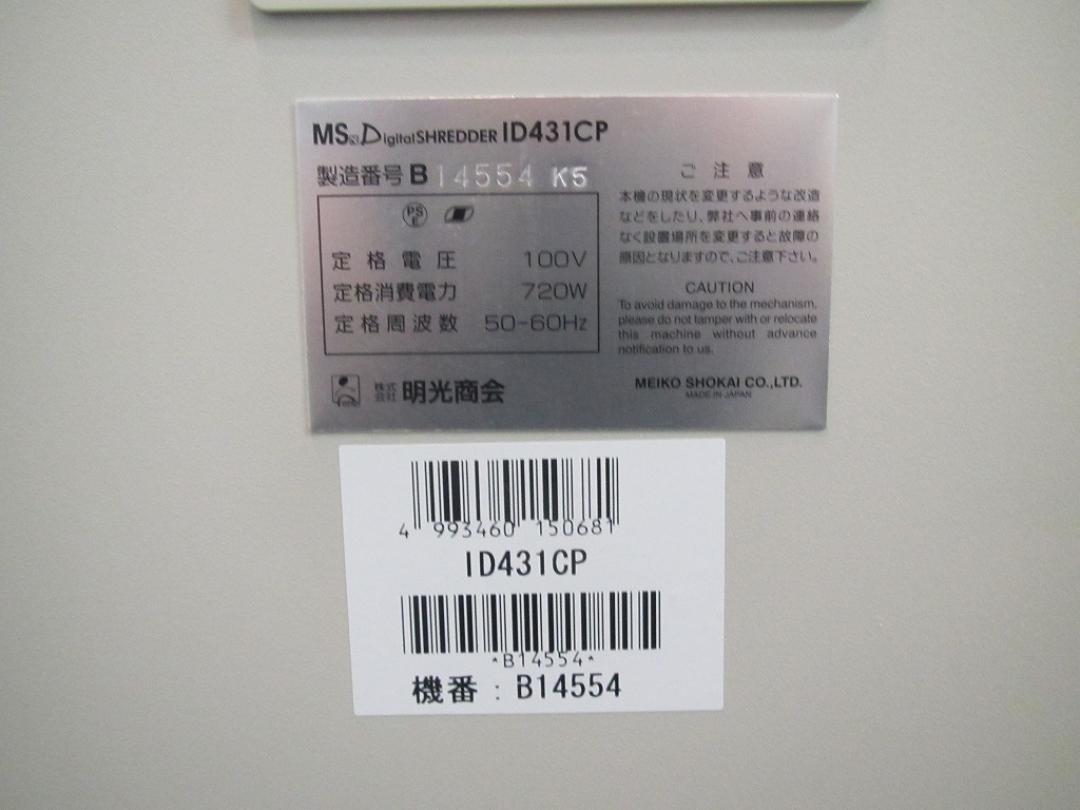 MS DigitalSHREDDER ID431CP
製造番号 B 14554 K5
PS
E
定格電圧 100V
定格消費電力 720W
定格周波数 50-60Hz
株式
会社 明光商会
ご注意
本機の現状を変更するような改造
などをしたり、弊社へ事前の連絡
なく設置場所を変更すると故障の
原因となりますので、ご注意下さい。
CAUTION
To avoid damage to the mechanism,
please do not tamper with or relocate
this machine without advance
notification to us.
MEIKO SHOKAI CO.,LTD.
MADE IN JAPAN
4 993460 150681
ID431CP
*B14554*
機番 : B14554